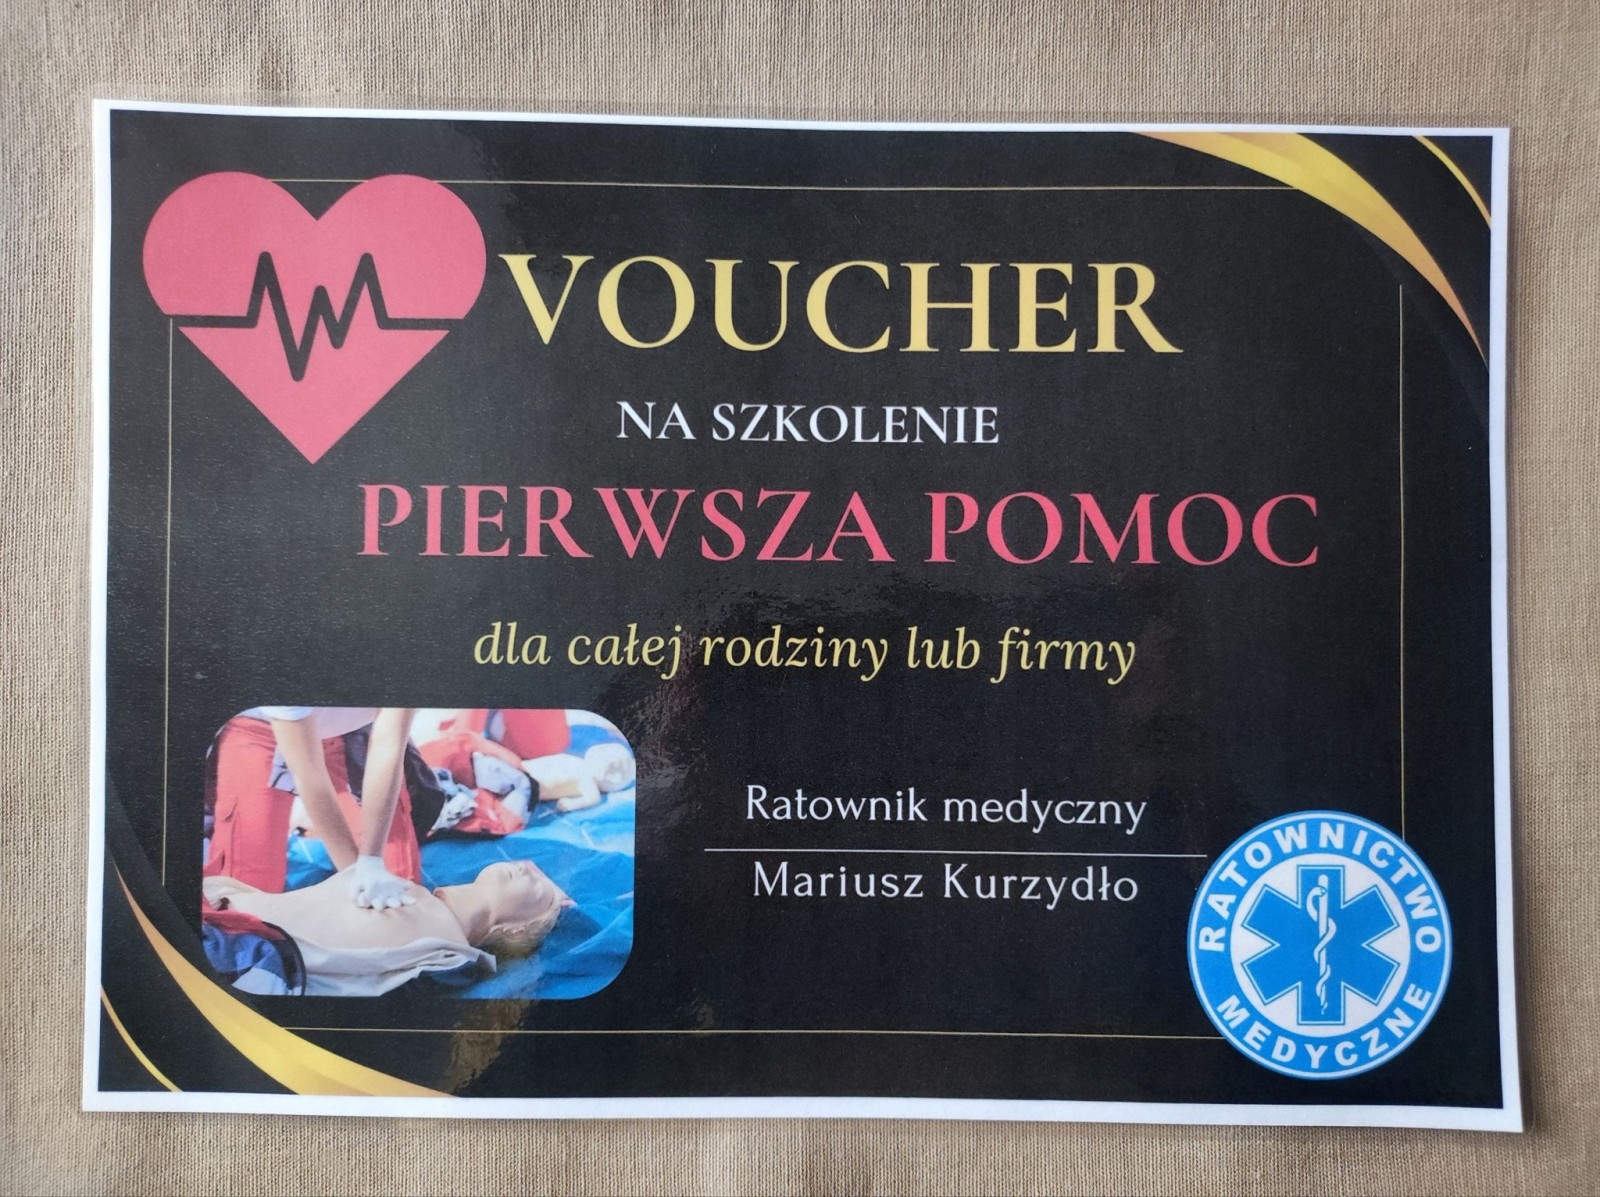 VOUCHER
NA SZKOLENIE
PIERWSZA POMOC
dla całej rodziny lub firmy
Ratownik medyczny
Mariusz Kurzydło
RATOWNICTWO
MEDYCZNE